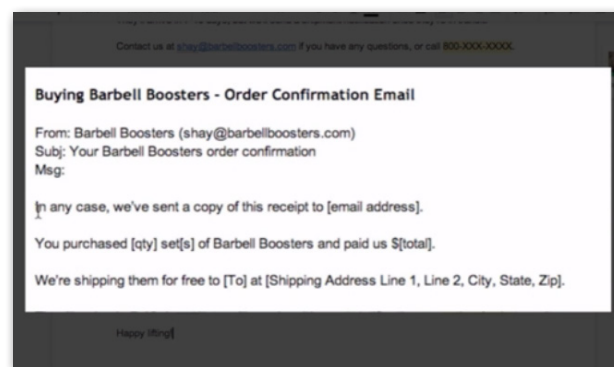 Contact us at shay@barbellboosters.com if you have any questions, or call 800-XXX-XXXX.
Buying Barbell Boosters - Order Confirmation Email
From: Barbell Boosters (shay@barbellboosters.com)
Subj: Your Barbell Boosters order confirmation
Msg:
In any case, we've sent a copy of this receipt to [email address].
You purchased [qty] set[s] of Barbell Boosters and paid us $[total].
We're shipping them for free to [To] at [Shipping Address Line 1, Line 2, City, State, Zip].
Happy lifting!